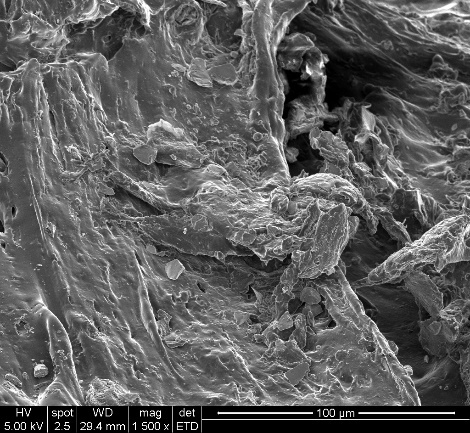 HV spot WD mag det
5.00 kV 2.5 29.4 mm 1 500 x ETD 100 µm